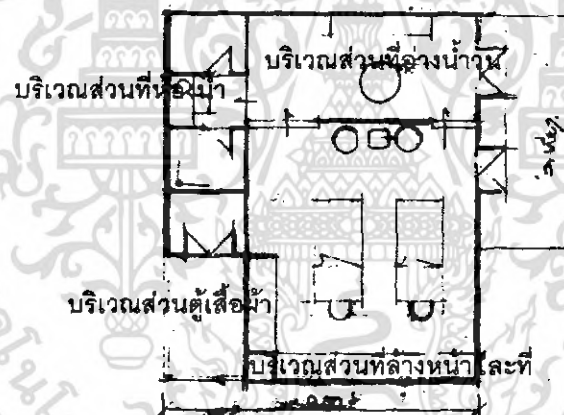 บริเวณส่วนที่อ่างน้ำวน
บริเวณส่วนที่ห้องน้ำ
บริเวณส่วนตู้เสื้อผ้า
บริเวณส่วนที่ล้างหน้าและที่